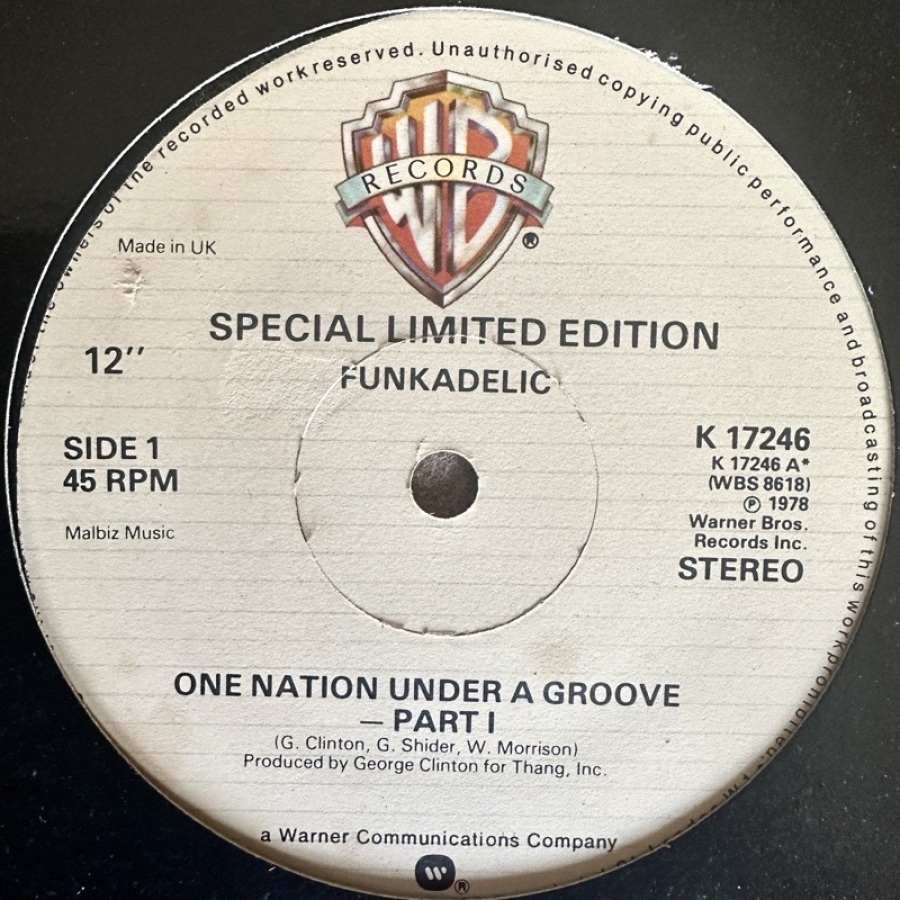 the owners of the recorded work reserved. Unauthorised copying public performance and broadcasting of this work prohibited
WB
RECORDS
®
Made in UK
SPECIAL LIMITED EDITION
12''
FUNKADELIC
SIDE 1
45 RPM
Malbiz Music
K 17246
K 17246 A*
(WBS 8618)
Ⓟ 1978
Warner Bros.
Records Inc.
STEREO
ONE NATION UNDER A GROOVE
— PART I
(G. Clinton, G. Shider, W. Morrison)
Produced by George Clinton for Thang, Inc.
a Warner Communications Company
®